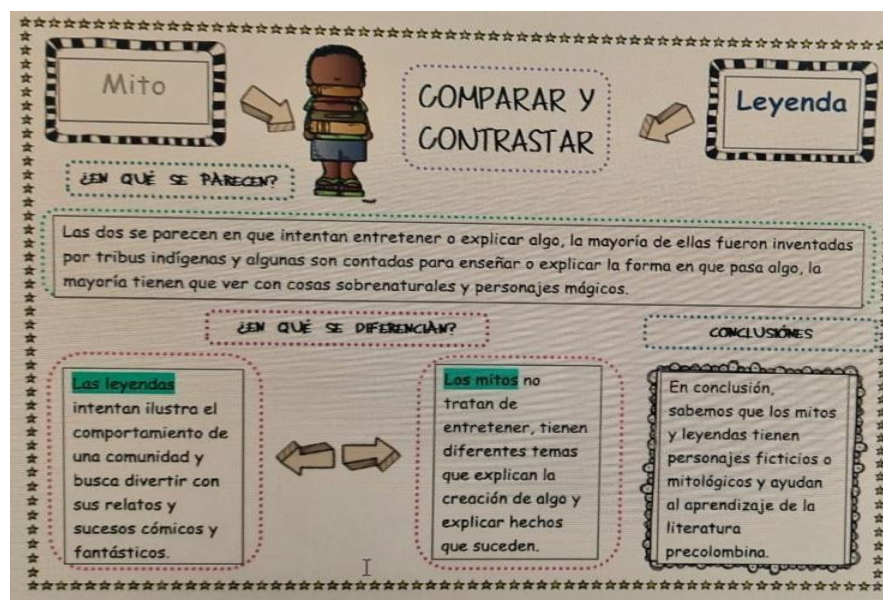 Mito
COMPARAR Y
CONTRASTAR
Leyenda
¿EN QUÉ SE PARECEN?
Las dos se parecen en que intentan entretener o explicar algo, la mayoría de ellas fueron inventadas
por tribus indígenas y algunas son contadas para enseñar o explicar la forma en que pasa algo, la
mayoría tienen que ver con cosas sobrenaturales y personajes mágicos.
¿EN QUÉ SE DIFERENCIÁN?
CONCLUSIÓNES
Las leyendas
intentan ilustra el
comportamiento de
una comunidad y
busca divertir con
sus relatos y
sucesos cómicos y
fantásticos.
Los mitos no
tratan de
entretener, tienen
diferentes temas
que explican la
creación de algo y
explicar hechos
que suceden.
En conclusión,
sabemos que los mitos
y leyendas tienen
personajes ficticios o
mitológicos y ayudan
al aprendizaje de la
literatura
precolombina.